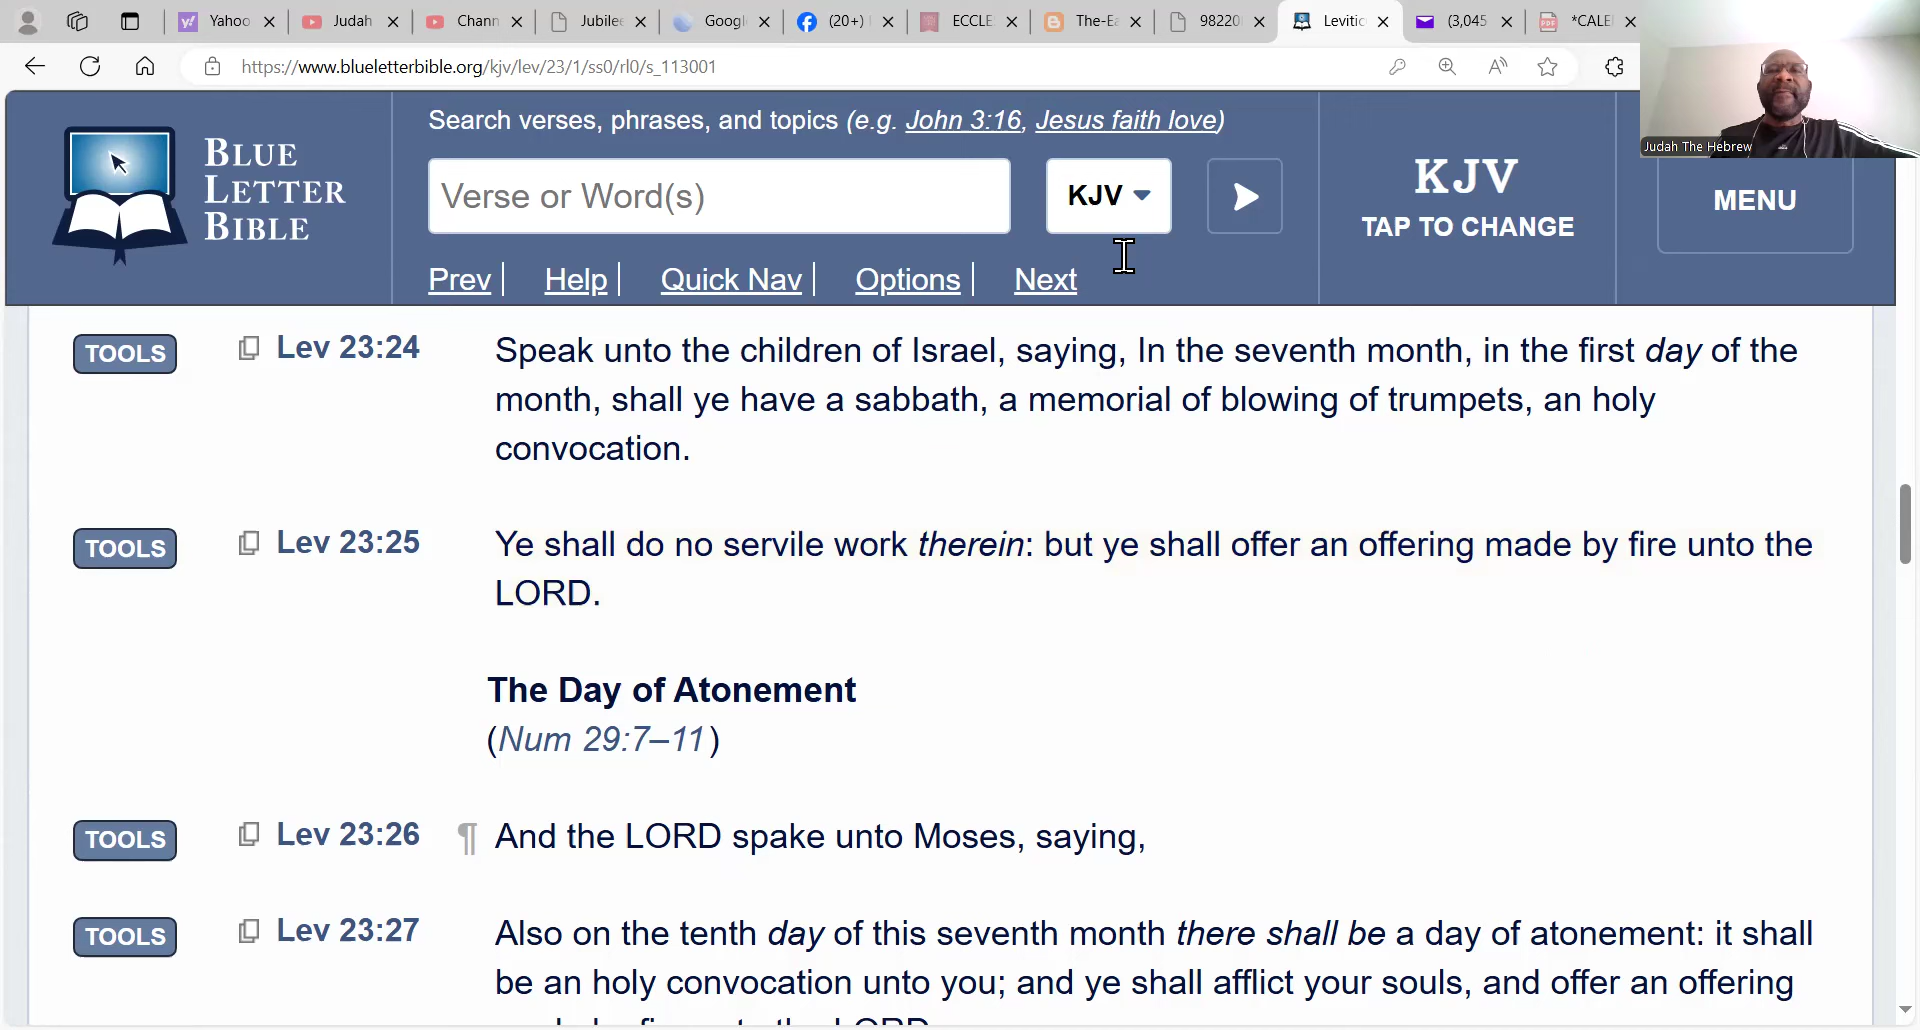 Yahoo
Judah
Chann
Jubilee
Googl
(20+)
ECCLE
The-Ea
98220
Levitic
(3,045
*CALE
https://www.blueletterbible.org/kjv/lev/23/1/ss0/rl0/s_113001
Judah The Hebrew
BLUE
LETTER
BIBLE
Search verses, phrases, and topics (e.g. John 3:16, Jesus faith love)
Verse or Word(s)
KJV
KJV
TAP TO CHANGE
MENU
Prev | Help | Quick Nav | Options | Next
TOOLS Lev 23:24 Speak unto the children of Israel, saying, In the seventh month, in the first day of the
month, shall ye have a sabbath, a memorial of blowing of trumpets, an holy
convocation.
TOOLS Lev 23:25 Ye shall do no servile work therein: but ye shall offer an offering made by fire unto the
LORD.
The Day of Atonement
(Num 29:7–11)
TOOLS Lev 23:26 ¶ And the LORD spake unto Moses, saying,
TOOLS Lev 23:27 Also on the tenth day of this seventh month there shall be a day of atonement: it shall
be an holy convocation unto you; and ye shall afflict your souls, and offer an offering